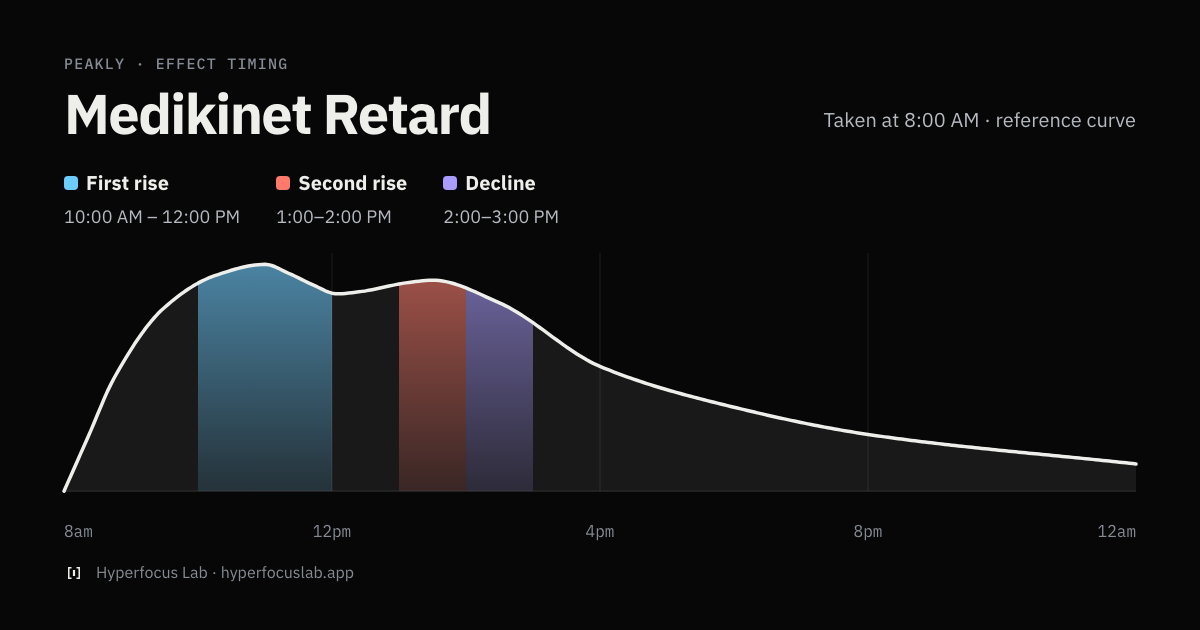 PEAKLY · EFFECT TIMING
Medikinet Retard
Taken at 8:00 AM · reference curve
First rise
10:00 AM – 12:00 PM
Second rise
1:00–2:00 PM
Decline
2:00–3:00 PM
8am 12pm 4pm 8pm 12am
Hyperfocus Lab · hyperfocuslab.app